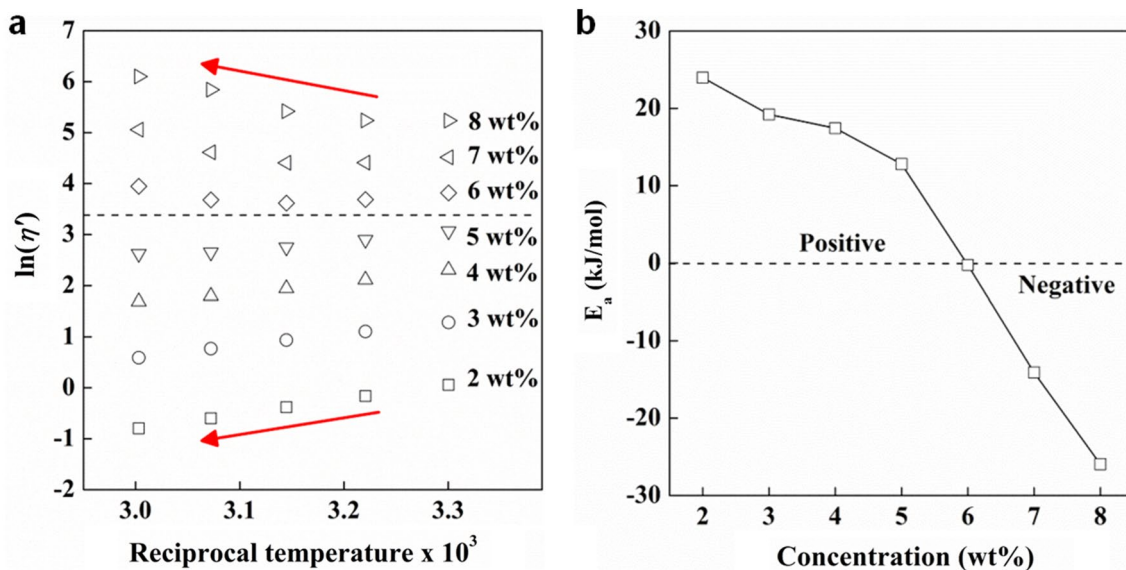 a
7
6
5
4
3
2
1
0
-1
-2
ln(η′)
8 wt%
7 wt%
6 wt%
5 wt%
4 wt%
3 wt%
2 wt%
3.0 3.1 3.2 3.3
Reciprocal temperature x 10³
b
30
20
10
0
-10
-20
-30
Eₐ (kJ/mol)
Positive
Negative
2 3 4 5 6 7 8
Concentration (wt%)